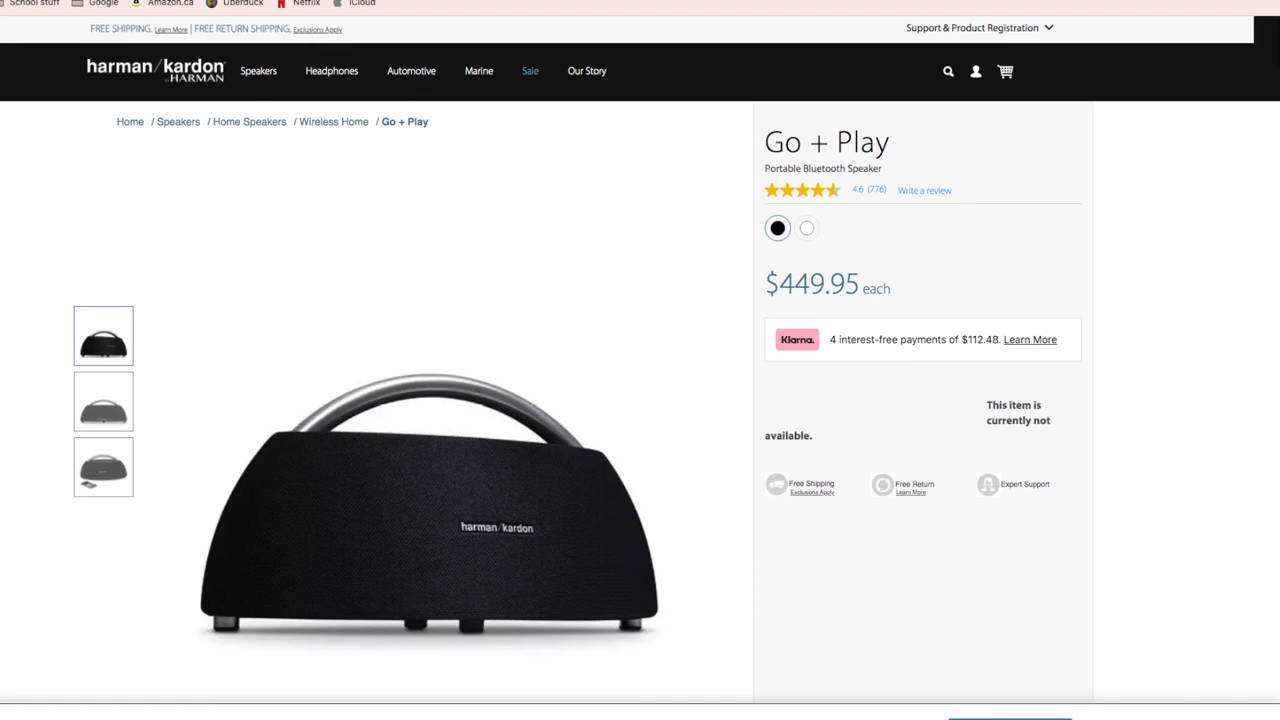 School stuff Google Amazon.ca Uberduck Netflix iCloud
FREE SHIPPING. Learn More | FREE RETURN SHIPPING. Exclusions Apply
Support & Product Registration
harman/kardon
by HARMAN
Speakers Headphones Automotive Marine Sale Our Story
Home / Speakers / Home Speakers / Wireless Home / Go + Play
Go + Play
Portable Bluetooth Speaker
4.6 (776) Write a review
$449.95 each
Klarna. 4 interest-free payments of $112.48. Learn More
This item is
currently not
available.
Free Shipping
Exclusions Apply
Free Return
Learn More
Expert Support
harman/kardon